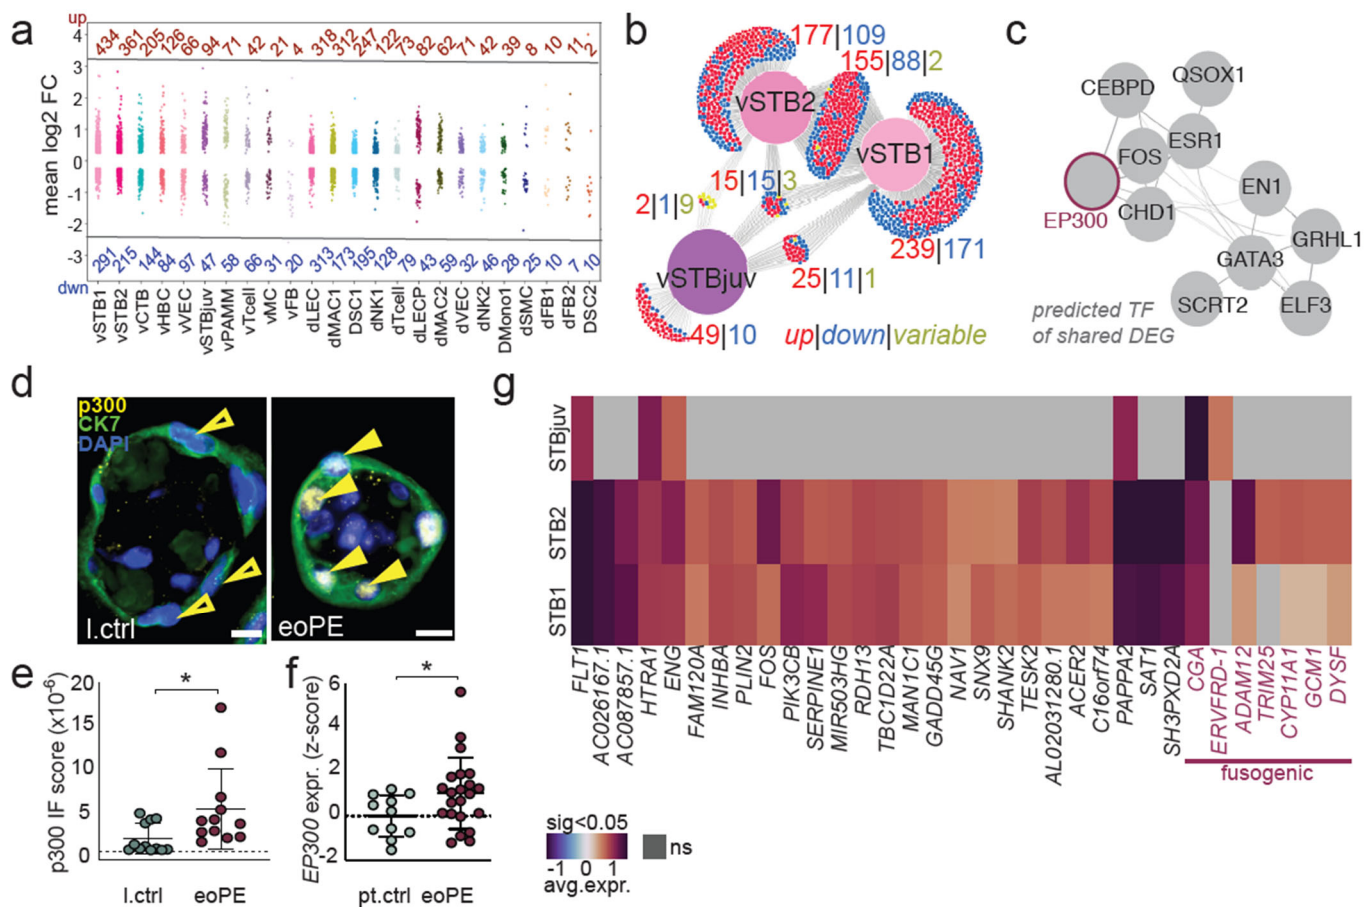 a
up
434 361 205 126 66 94 71 42 21 4 318 312 247 122 73 82 62 71 42 39 8 10 11 2
mean log2 FC
4
3
2
1
0
-1
-2
-3
dwn
291 215 144 84 97 47 58 66 31 20 313 173 195 128 79 43 59 32 46 28 25 10 7 10
vSTB1 vSTB2 vCTB vHBC vVEC vSTBjuv vPAMM vTcell vMC vFB dLEC dMAC1 DSC1 dNK1 dTcell dLECP dMAC2 dVEC dNK2 DMono1 dSMC dFB1 dFB2 DSC2
b
177|109
155|88|2
vSTB2
vSTB1
15|15|3
2|1|9
239|171
vSTBjuv
25|11|1
49|10
up|down|variable
c
CEBPD
QSOX1
FOS
ESR1
EP300
CHD1
EN1
GRHL1
GATA3
SCRT2
ELF3
predicted TF
of shared DEG
d
p300
CK7
DAPI
l.ctrl
eoPE
e
*
p300 IF score (x10-6)
20
15
10
5
0
l.ctrl eoPE
f
*
EP300 expr. (z-score)
6
4
2
0
-2
pt.ctrl eoPE
g
STBjuv
STB2
STB1
FLT1 AC026167.1 AC087857.1 HTRA1 ENG FAM120A INHBA PLIN2 FOS PIK3CB SERPINE1 MIR503HG RDH13 TBC1D22A MAN1C1 GADD45G NAV1 SNX9 SHANK2 TESK2 AL02031280.1 ACER2 C16orf74 PAPPA2 SAT1 SH3PXD2A CGA ERVFRD-1 ADAM12 TRIM25 CYP11A1 GCM1 DYSF
fusogenic
sig<0.05
ns
-1 0 1
avg.expr.